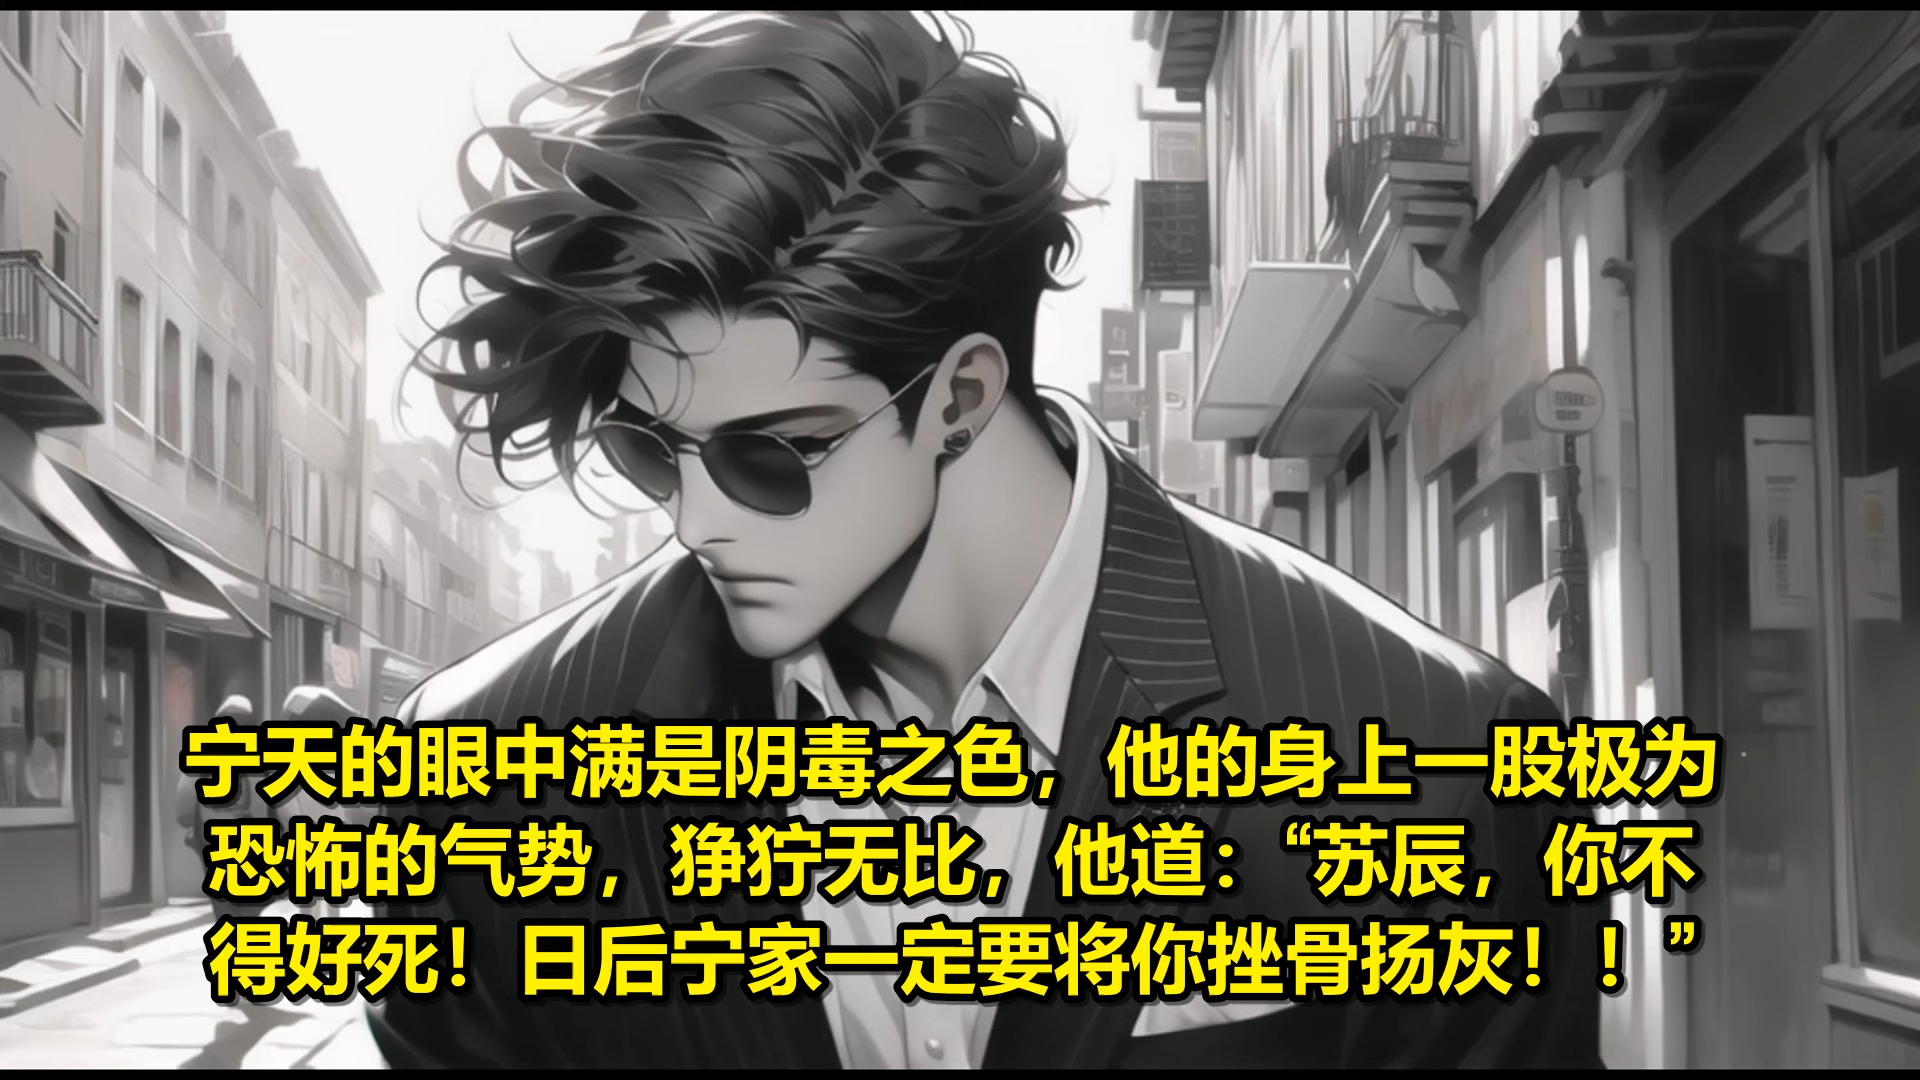 宁天的眼中满是阴毒之色，他的身上一股极为
恐怖的气势，狰狞无比，他道：“苏辰，你不
得好死！日后宁家一定要将你挫骨扬灰！！”